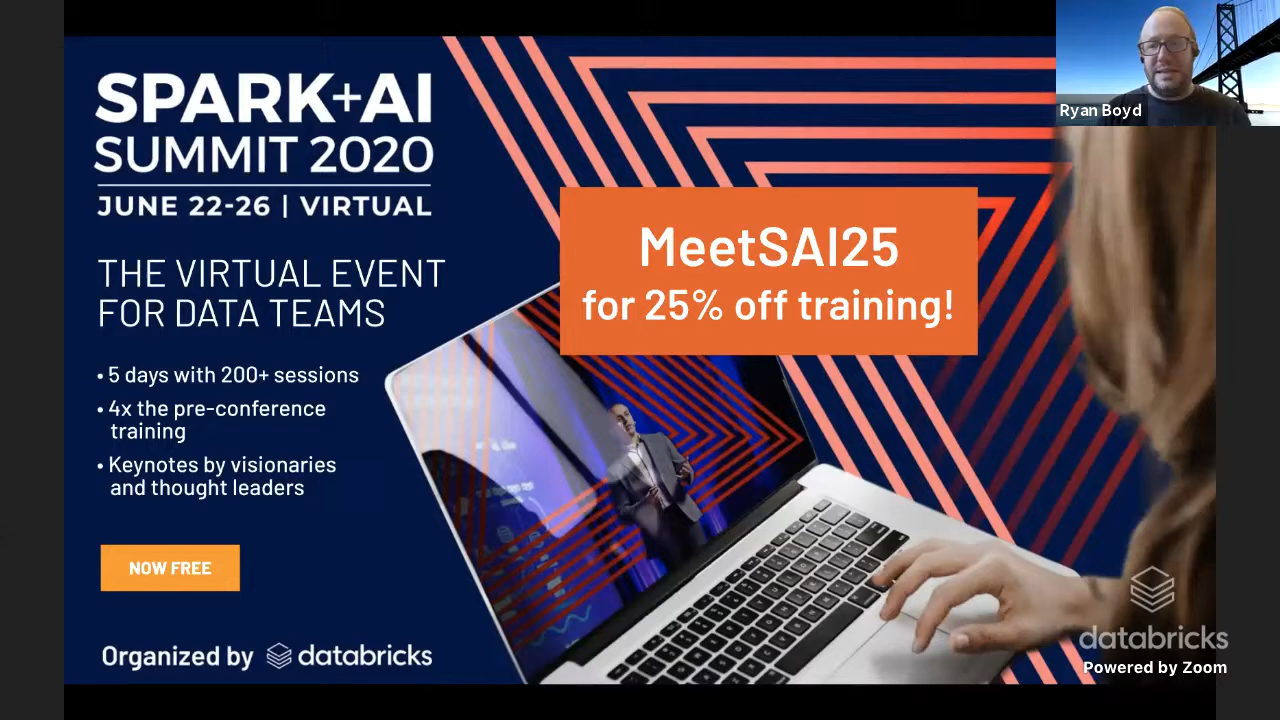 SPARK+AI
SUMMIT 2020
JUNE 22-26 | VIRTUAL
THE VIRTUAL EVENT
FOR DATA TEAMS
• 5 days with 200+ sessions
• 4x the pre-conference
training
• Keynotes by visionaries
and thought leaders
NOW FREE
Organized by databricks
MeetSAI25
for 25% off training!
Ryan Boyd
databricks
Powered by Zoom